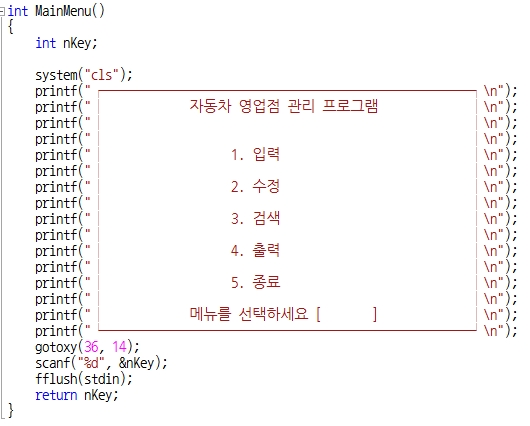 int MainMenu()
{
    int nKey;

    system("cls");
    printf(" ┌──────────────────────────────────┐ \n");
    printf(" │        자동차 영업점 관리 프로그램        │ \n");
    printf(" │                                  │ \n");
    printf(" │                                  │ \n");
    printf(" │            1. 입력               │ \n");
    printf(" │                                  │ \n");
    printf(" │            2. 수정               │ \n");
    printf(" │                                  │ \n");
    printf(" │            3. 검색               │ \n");
    printf(" │                                  │ \n");
    printf(" │            4. 출력               │ \n");
    printf(" │                                  │ \n");
    printf(" │            5. 종료               │ \n");
    printf(" │                                  │ \n");
    printf(" │        메뉴를 선택하세요 [      ]        │ \n");
    printf(" └──────────────────────────────────┘ \n");
    gotoxy(36, 14);
    scanf("%d", &nKey);
    fflush(stdin);
    return nKey;
}